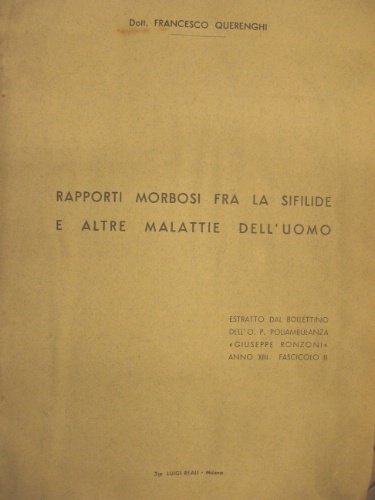 Dott. FRANCESCO QUERENGHI
RAPPORTI MORBOSI FRA LA SIFILIDE
E ALTRE MALATTIE DELL'UOMO
ESTRATTO DAL BOLLETTINO
DELL'O. P. POLIAMBULANZA
«GIUSEPPE RONZONI»
ANNO XIII. FASCICOLO II
Tip LUIGI REALI - Milano